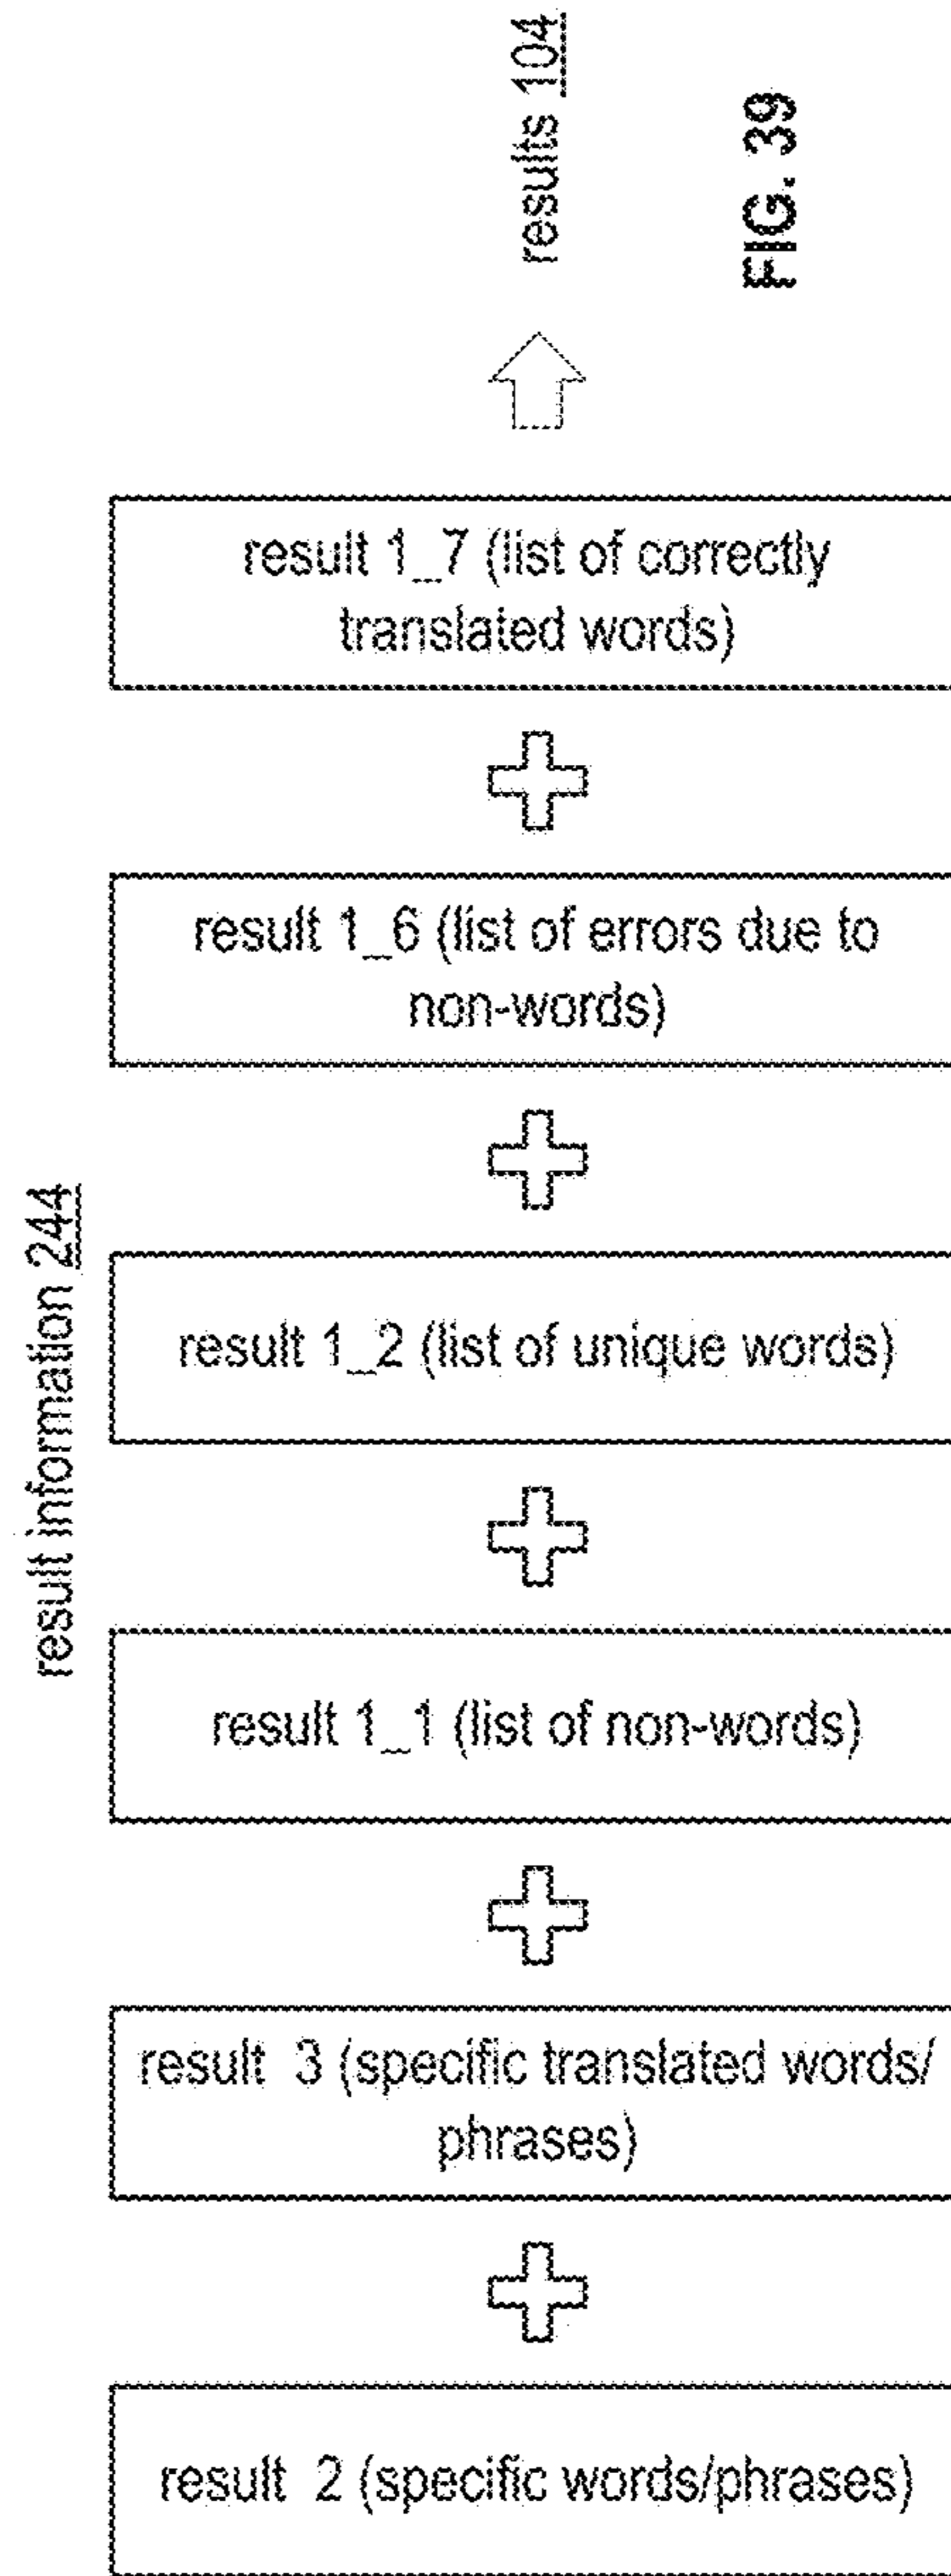 results 104
FIG. 39
result information 244
result 1_7 (list of correctly
translated words)
result 1_6 (list of errors due to
non-words)
result 1_2 (list of unique words)
result 1_1 (list of non-words)
result 3 (specific translated words/
phrases)
result 2 (specific words/phrases)